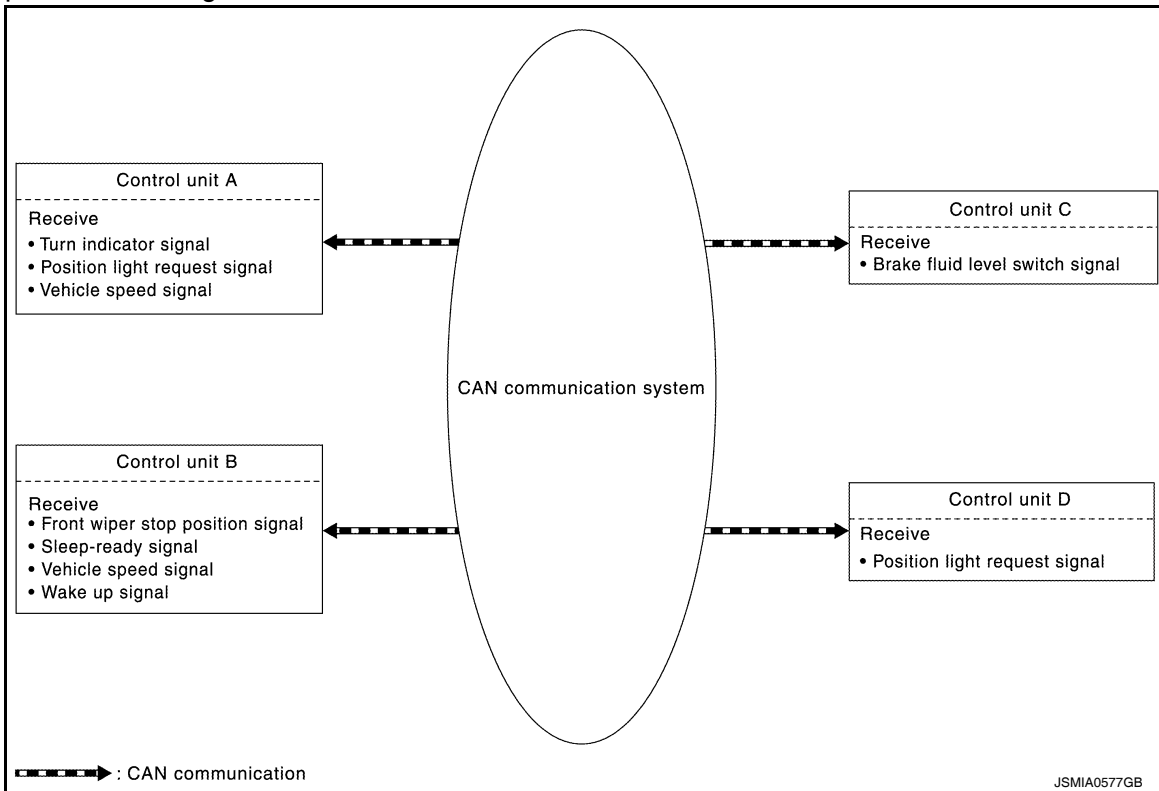 Control unit A
Receive
• Turn indicator signal
• Position light request signal
• Vehicle speed signal
Control unit C
Receive
• Brake fluid level switch signal
CAN communication system
Control unit B
Receive
• Front wiper stop position signal
• Sleep-ready signal
• Vehicle speed signal
• Wake up signal
Control unit D
Receive
• Position light request signal
: CAN communication
JSMIA0577GB